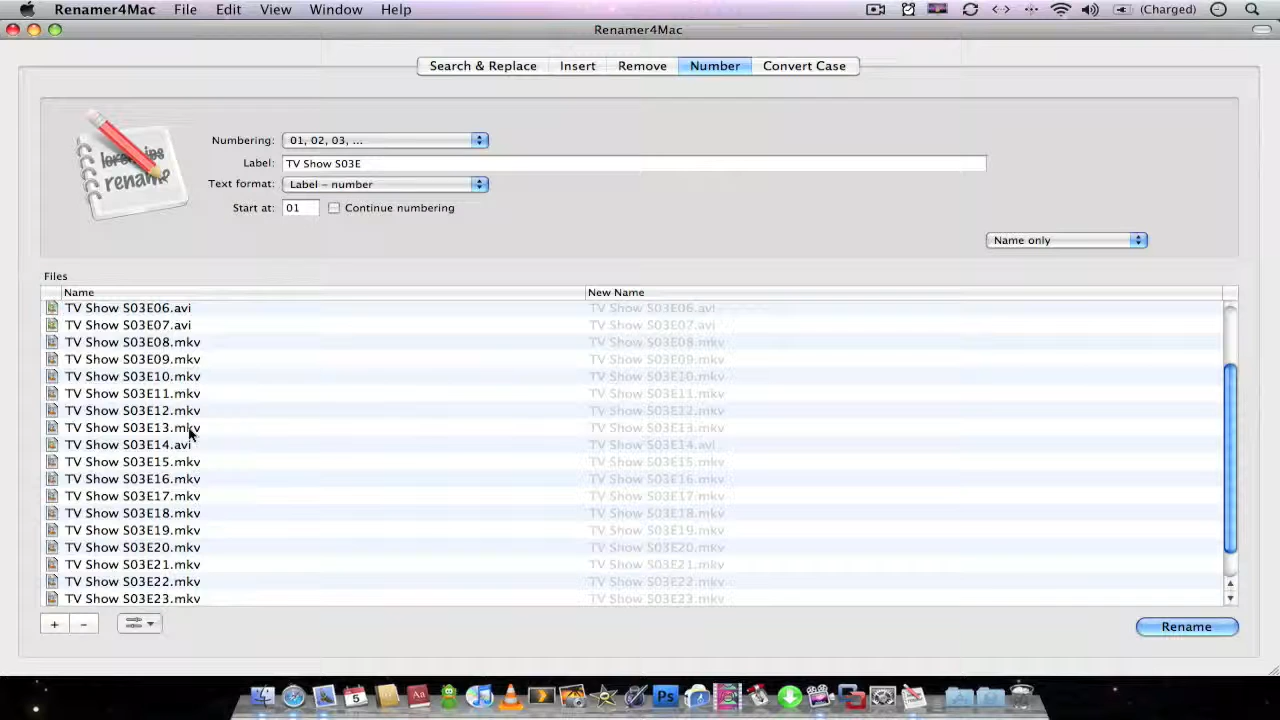 Renamer4Mac File Edit View Window Help (Charged)
Renamer4Mac
Search & Replace Insert Remove Number Convert Case
lorem ips
rename
Numbering: 01, 02, 03, ...
Label: TV Show S03E
Text format: Label – number
Start at: 01 Continue numbering
Name only
Files
Name New Name
TV Show S03E06.avi TV Show S03E06.avi
TV Show S03E07.avi TV Show S03E07.avi
TV Show S03E08.mkv TV Show S03E08.mkv
TV Show S03E09.mkv TV Show S03E09.mkv
TV Show S03E10.mkv TV Show S03E10.mkv
TV Show S03E11.mkv TV Show S03E11.mkv
TV Show S03E12.mkv TV Show S03E12.mkv
TV Show S03E13.mkv TV Show S03E13.mkv
TV Show S03E14.avi TV Show S03E14.avi
TV Show S03E15.mkv TV Show S03E15.mkv
TV Show S03E16.mkv TV Show S03E16.mkv
TV Show S03E17.mkv TV Show S03E17.mkv
TV Show S03E18.mkv TV Show S03E18.mkv
TV Show S03E19.mkv TV Show S03E19.mkv
TV Show S03E20.mkv TV Show S03E20.mkv
TV Show S03E21.mkv TV Show S03E21.mkv
TV Show S03E22.mkv TV Show S03E22.mkv
TV Show S03E23.mkv TV Show S03E23.mkv
+ −
Rename
5 Aa Ps